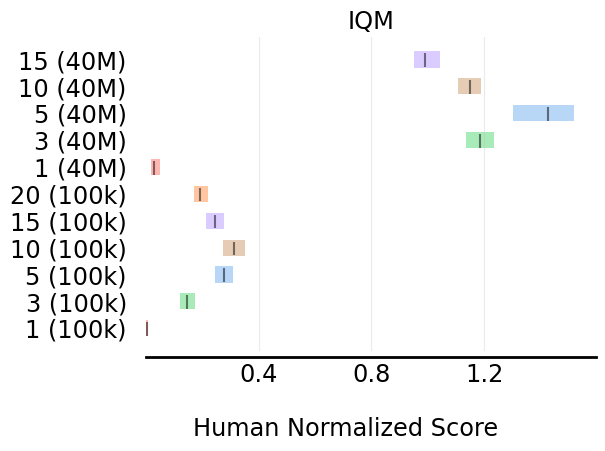 IQM
15 (40M)
10 (40M)
5 (40M)
3 (40M)
1 (40M)
20 (100k)
15 (100k)
10 (100k)
5 (100k)
3 (100k)
1 (100k)
0.4 0.8 1.2
Human Normalized Score